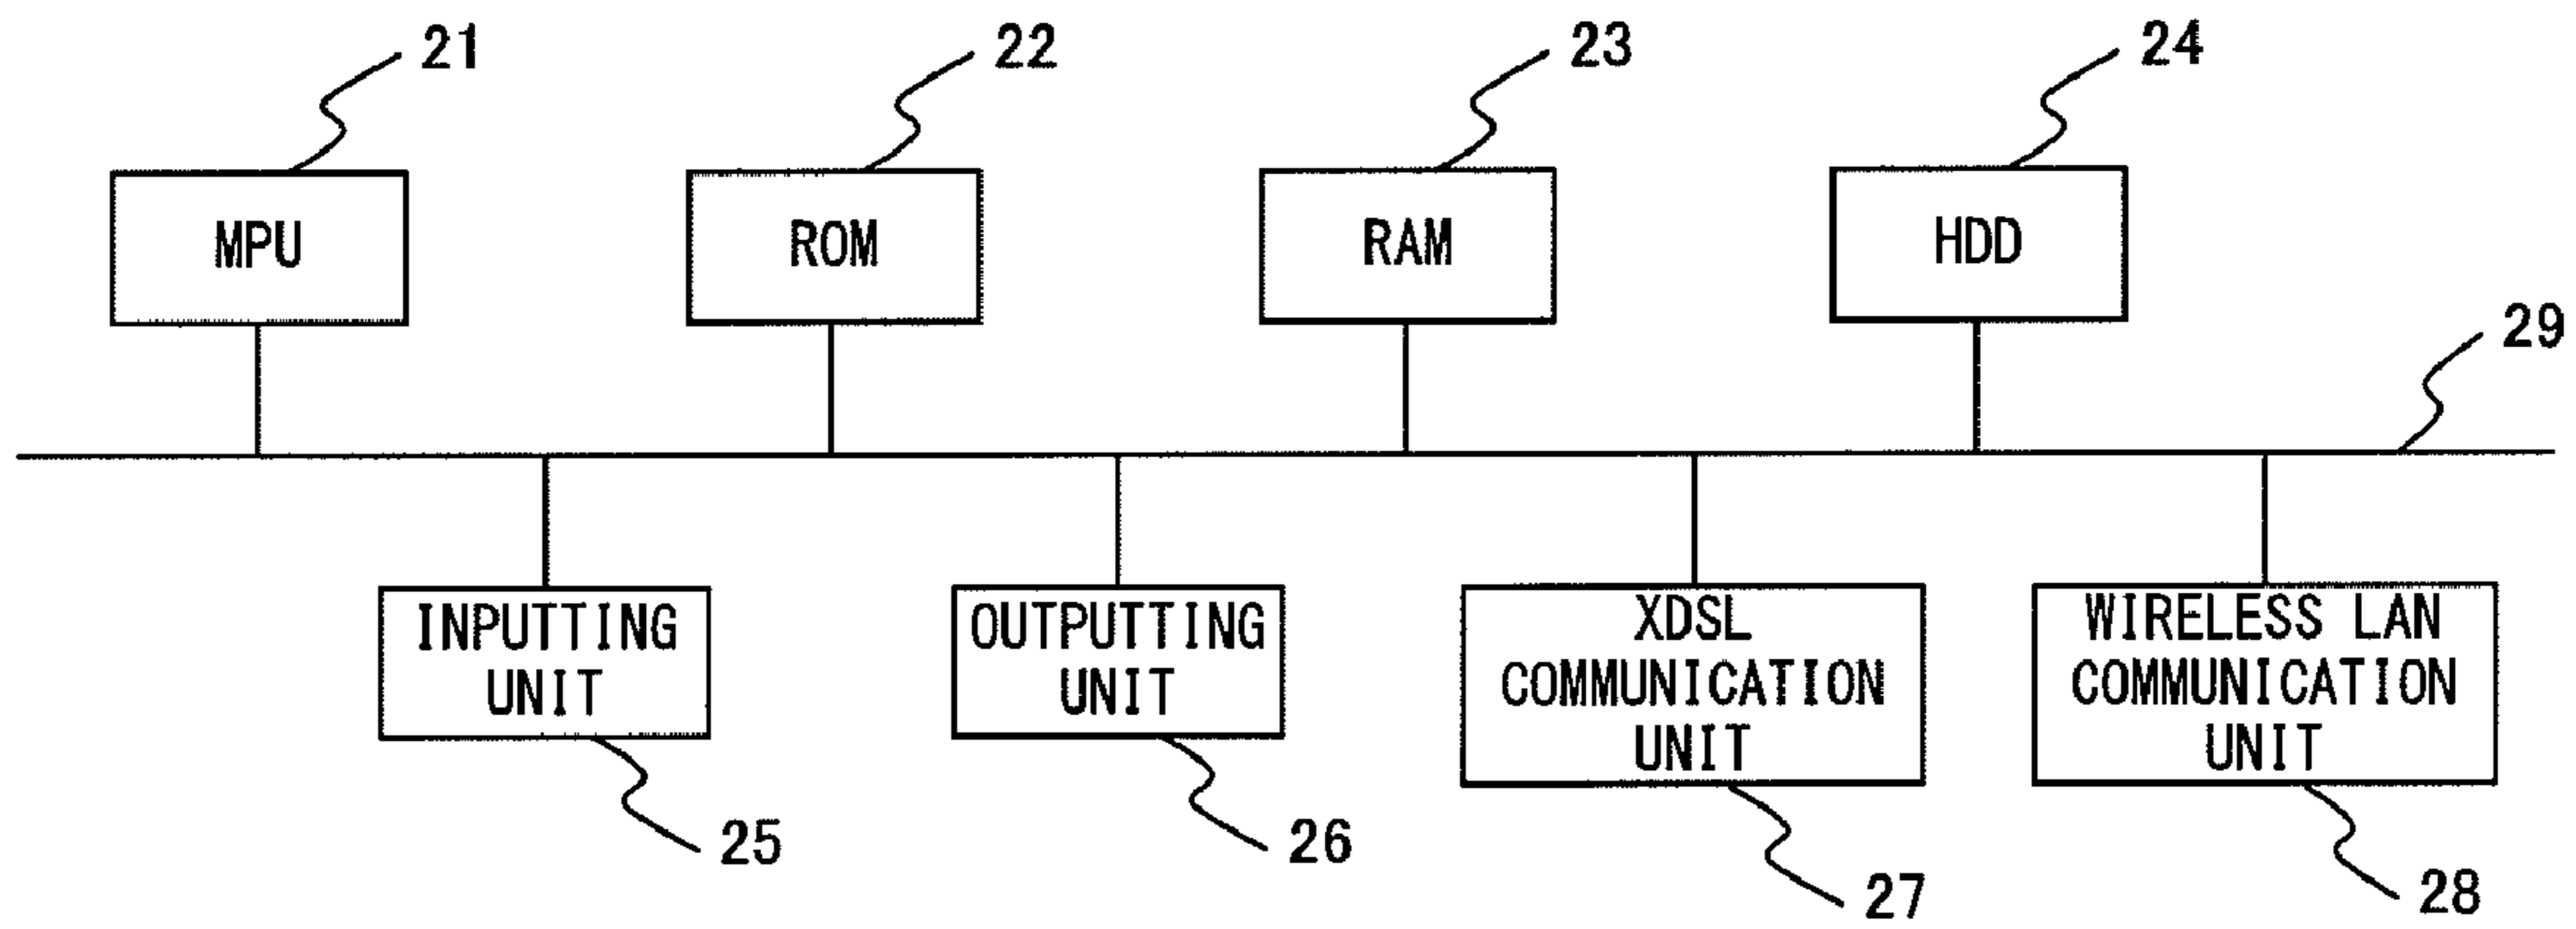 21
22
23
24
MPU
ROM
RAM
HDD
29
INPUTTING
UNIT
OUTPUTTING
UNIT
XDSL
COMMUNICATION
UNIT
WIRELESS LAN
COMMUNICATION
UNIT
25
26
27
28